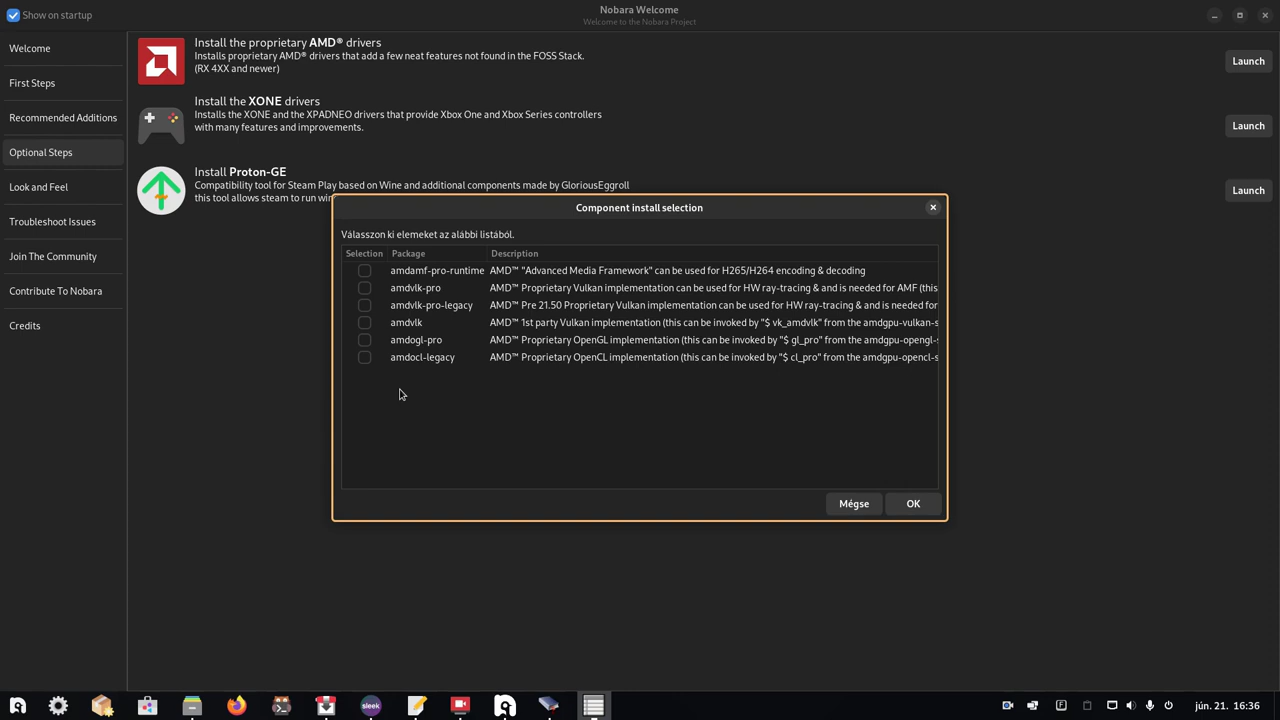 Show on startup
Nobara Welcome
Welcome to the Nobara Project
Welcome
First Steps
Recommended Additions
Optional Steps
Look and Feel
Troubleshoot Issues
Join The Community
Contribute To Nobara
Credits
Install the proprietary AMD® drivers
Installs proprietary AMD® drivers that add a few neat features not found in the FOSS Stack.
(RX 4XX and newer)
Launch
Install the XONE drivers
Installs the XONE and the XPADNEO drivers that provide Xbox One and Xbox Series controllers
with many features and improvements.
Launch
Install Proton-GE
Compatibility tool for Steam Play based on Wine and additional components made by GloriousEggroll
this tool allows steam to run
Launch
Component install selection
Válasszon ki elemeket az alábbi listából.
Selection Package Description
amdamf-pro-runtime AMD™ "Advanced Media Framework" can be used for H265/H264 encoding & decoding
amdvlk-pro AMD™ Proprietary Vulkan implementation can be used for HW ray-tracing & and is needed for AMF (this
amdvlk-pro-legacy AMD™ Pre 21.50 Proprietary Vulkan implementation can be used for HW ray-tracing & and is needed for
amdvlk AMD™ 1st party Vulkan implementation (this can be invoked by "$ vk_amdvlk" from the amdgpu-vulkan-s
amdogl-pro AMD™ Proprietary OpenGL implementation (this can be invoked by "$ gl_pro" from the amdgpu-opengl-s
amdocl-legacy AMD™ Proprietary OpenCL implementation (this can be invoked by "$ cl_pro" from the amdgpu-opencl-s
Mégse OK
sleek
jún. 21. 16:36